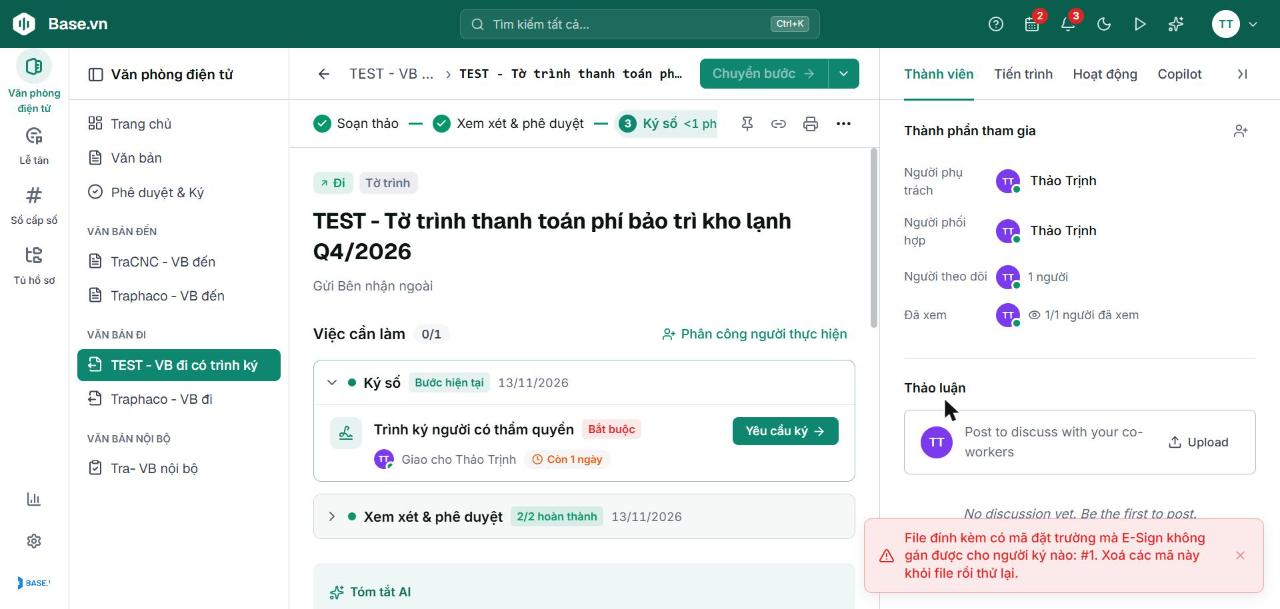 Base.vn
Tìm kiếm tất cả...
Ctrl+K
2
3
TT
Văn phòng điện tử
Lễ tân
Sổ cấp số
Tủ hồ sơ
BASE.
Văn phòng điện tử
Trang chủ
Văn bản
Phê duyệt & Ký
VĂN BẢN ĐẾN
TraCNC - VB đến
Traphaco - VB đến
VĂN BẢN ĐI
TEST - VB đi có trình ký
Traphaco - VB đi
VĂN BẢN NỘI BỘ
Tra- VB nội bộ
TEST - VB ... › TEST - Tờ trình thanh toán ph...
Chuyển bước →
Soạn thảo
Xem xét & phê duyệt
3 Ký số <1 ph
Đi
Tờ trình
TEST - Tờ trình thanh toán phí bảo trì kho lạnh
Q4/2026
Gửi Bên nhận ngoài
Việc cần làm 0/1
Phân công người thực hiện
Ký số Bước hiện tại 13/11/2026
Trình ký người có thẩm quyền Bắt buộc
Yêu cầu ký →
TT Giao cho Thảo Trịnh Còn 1 ngày
Xem xét & phê duyệt 2/2 hoàn thành 13/11/2026
Tóm tắt AI
Thành viên
Tiến trình
Hoạt động
Copilot
Thành phần tham gia
Người phụ trách
TT Thảo Trịnh
Người phối hợp
TT Thảo Trịnh
Người theo dõi
TT 1 người
Đã xem
TT 1/1 người đã xem
Thảo luận
TT
Post to discuss with your co-
workers
Upload
No discussion yet. Be the first to post.
File đính kèm có mã đặt trường mà E-Sign không
gán được cho người ký nào: #1. Xoá các mã này
khỏi file rồi thử lại.